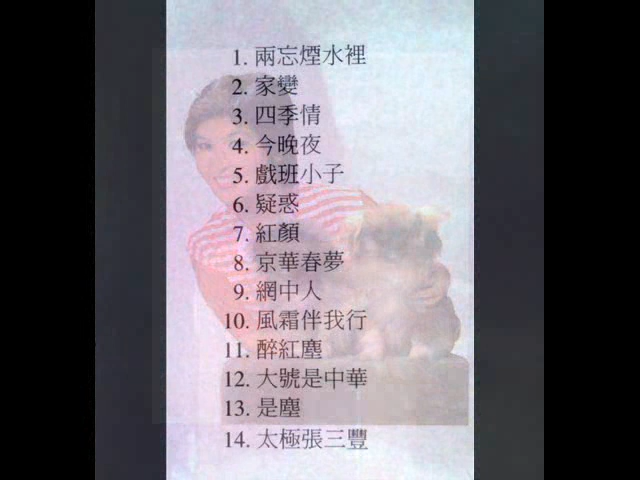 1. 兩忘煙水裡
2. 家變
3. 四季情
4. 今晚夜
5. 戲班小子
6. 疑惑
7. 紅顏
8. 京華春夢
9. 網中人
10. 風霜伴我行
11. 醉紅塵
12. 大號是中華
13. 是塵
14. 太極張三豐